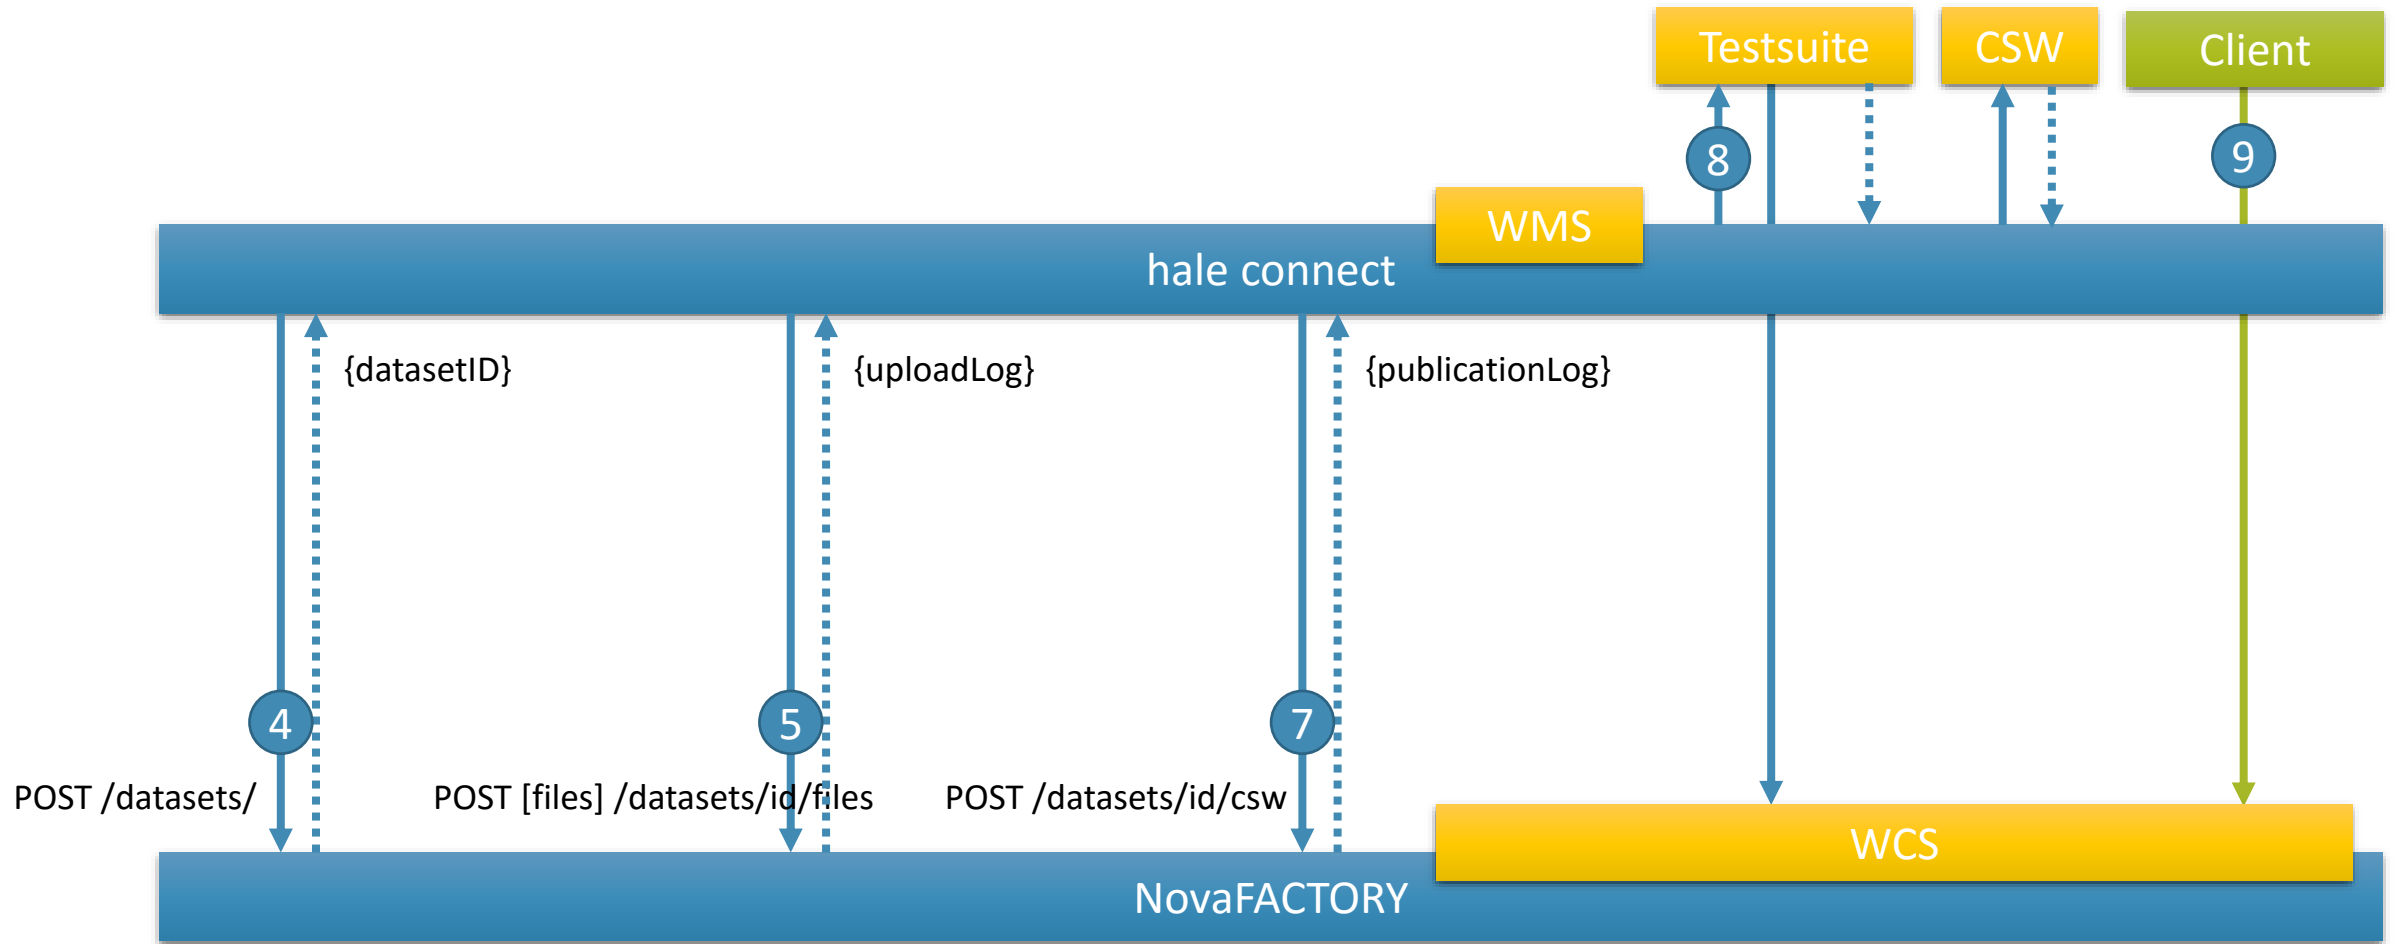 Testsuite
CSW
Client
8
9
WMS
hale connect
{datasetID}
{uploadLog}
{publicationLog}
4
5
7
POST /datasets/
POST [files] /datasets/id/files
POST /datasets/id/csw
WCS
NovaFACTORY